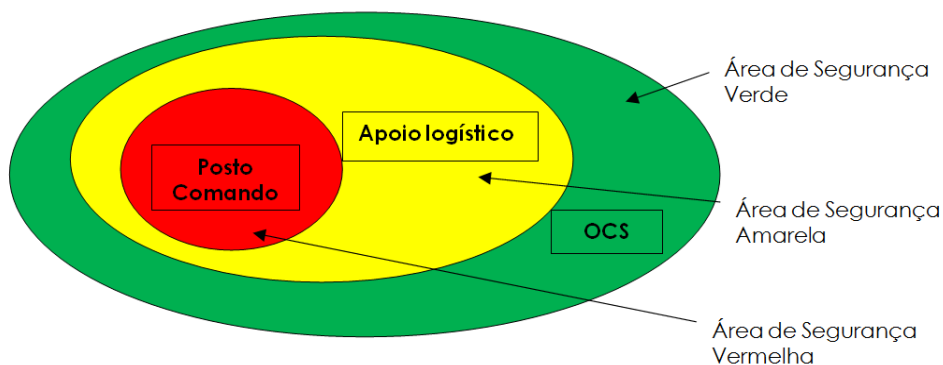 Área de Segurança
Verde
Apoio logístico
Posto
Comando
Área de Segurança
Amarela
OCS
Área de Segurança
Vermelha